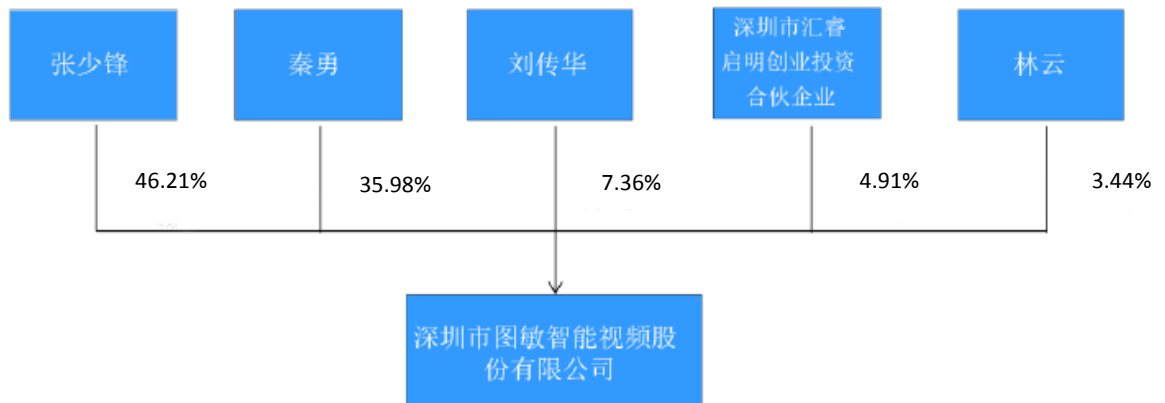 张少锋
秦勇
刘传华
深圳市汇睿
启明创业投资
合伙企业
林云
46.21%
35.98%
7.36%
4.91%
3.44%
深圳市图敏智能视频股
份有限公司